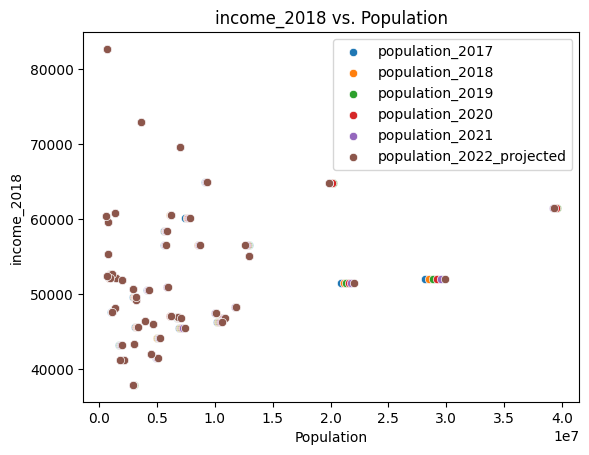 income_2018 vs. Population
population_2017
population_2018
population_2019
population_2020
population_2021
population_2022_projected
80000
70000
60000
50000
40000
income_2018
0.0 0.5 1.0 1.5 2.0 2.5 3.0 3.5 4.0
1e7
Population